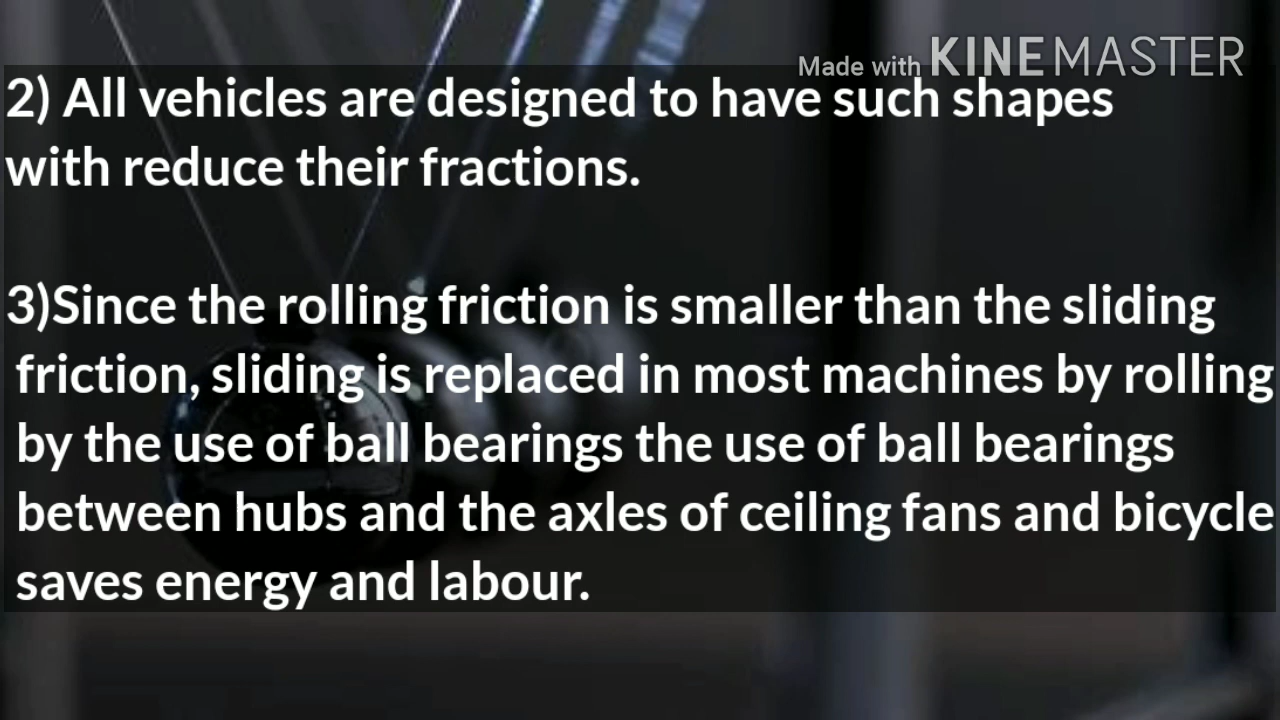 Made with KINEMASTER
2) All vehicles are designed to have such shapes
with reduce their fractions.
3)Since the rolling friction is smaller than the sliding
friction, sliding is replaced in most machines by rolling
by the use of ball bearings the use of ball bearings
between hubs and the axles of ceiling fans and bicycle
saves energy and labour.